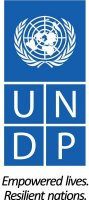 UN
DP
Empowered lives.
Resilient nations.